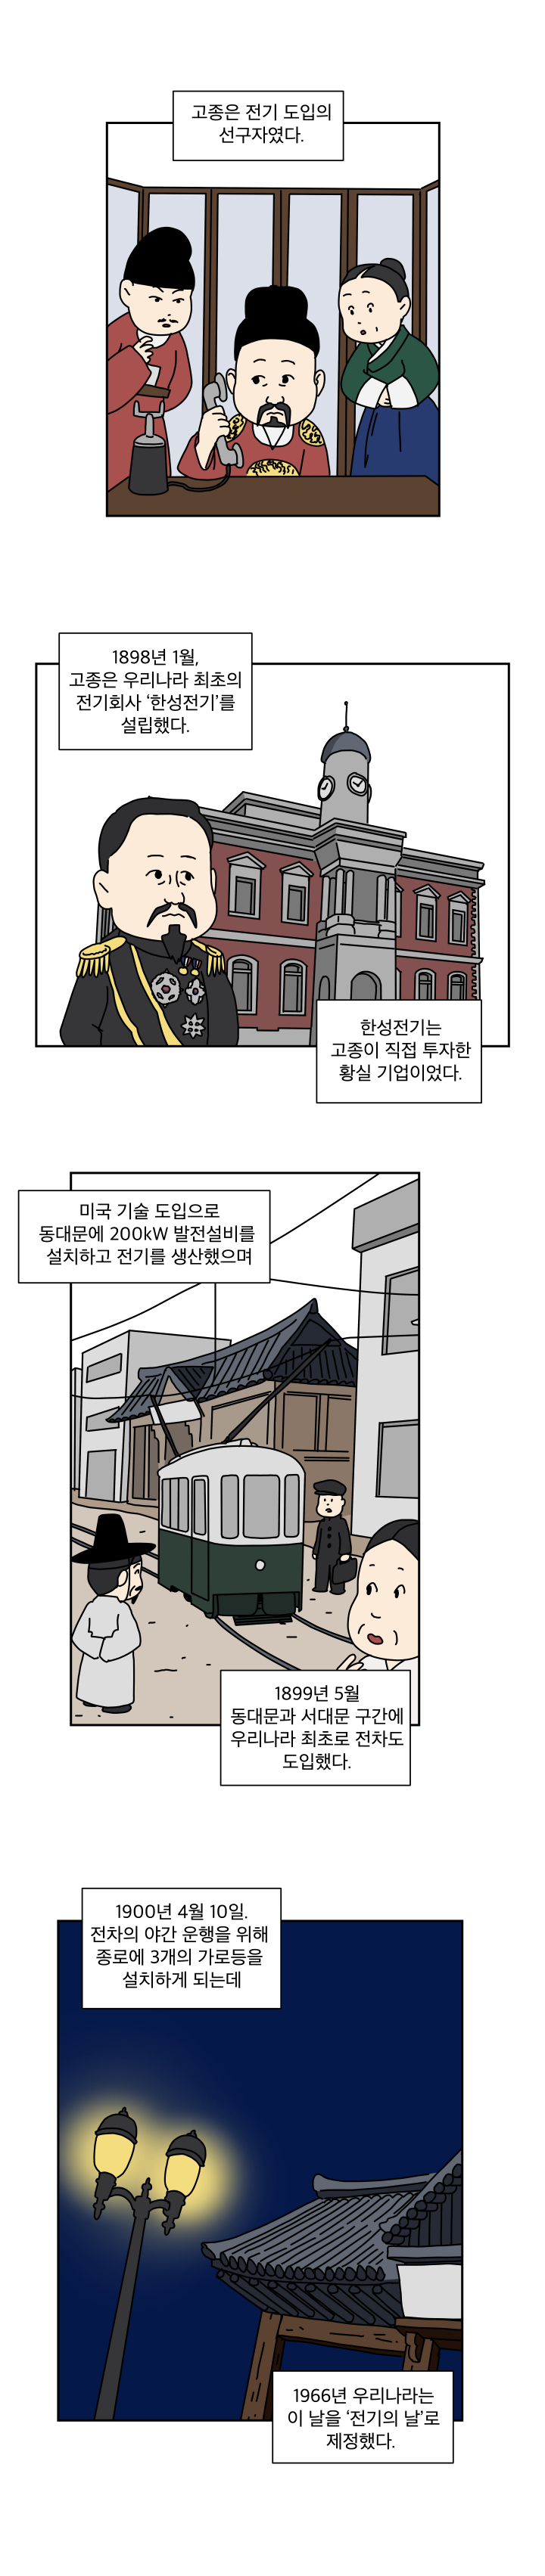 고종은 전기 도입의
선구자였다.
1898년 1월,
고종은 우리나라 최초의
전기회사 ‘한성전기’를
설립했다.
한성전기는
고종이 직접 투자한
황실 기업이었다.
미국 기술 도입으로
동대문에 200kW 발전설비를
설치하고 전기를 생산했으며
1899년 5월
동대문과 서대문 구간에
우리나라 최초로 전차도
도입했다.
1900년 4월 10일.
전차의 야간 운행을 위해
종로에 3개의 가로등을
설치하게 되는데
1966년 우리나라는
이 날을 ‘전기의 날’로
제정했다.